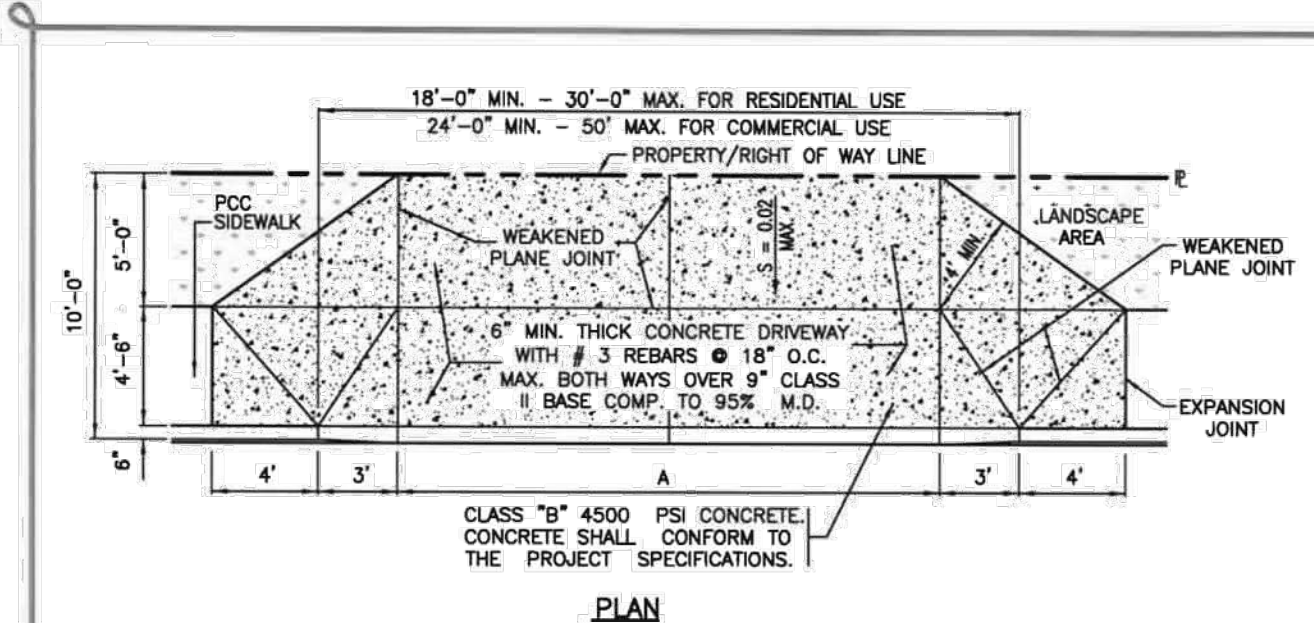 18'-0" MIN. - 30'-0" MAX. FOR RESIDENTIAL USE
24'-0" MIN. - 50' MAX. FOR COMMERCIAL USE
PROPERTY/RIGHT OF WAY LINE
PL
PCC
SIDEWALK
WEAKENED
PLANE JOINT
S = 0.02
MAX.
LANDSCAPE
AREA
4' MIN.
WEAKENED
PLANE JOINT
10'-0"
5'-0"
4'-6"
6"
6" MIN. THICK CONCRETE DRIVEWAY
WITH # 3 REBARS @ 18" O.C.
MAX. BOTH WAYS OVER 9" CLASS
II BASE COMP. TO 95% M.D.
EXPANSION
JOINT
4' 3' A 3' 4'
CLASS "B" 4500 PSI CONCRETE.
CONCRETE SHALL CONFORM TO
THE PROJECT SPECIFICATIONS.
PLAN